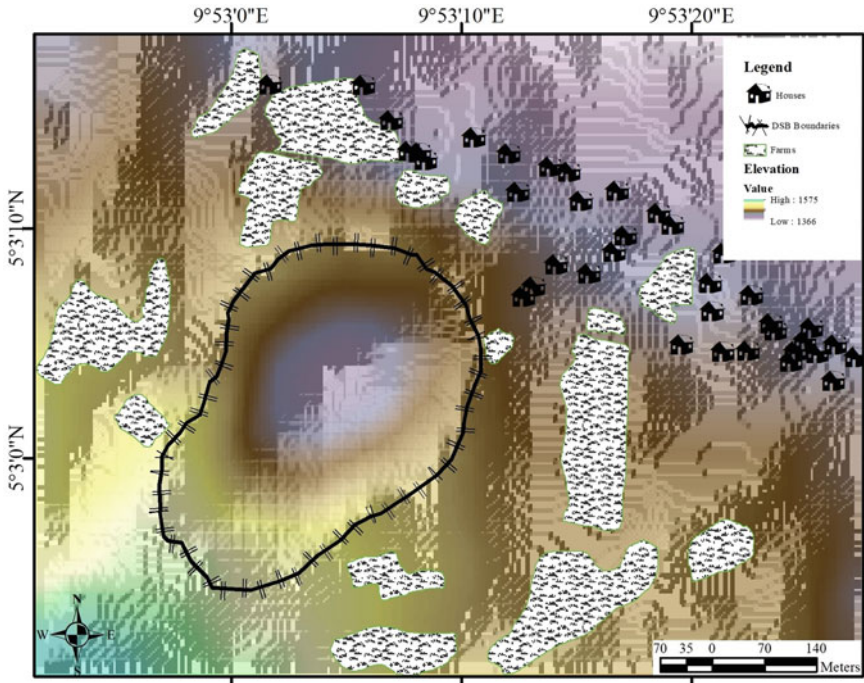 9°53'0"E 9°53'10"E 9°53'20"E
Legend
Houses
DSB Boundaries
Farms
Elevation
Value
High : 1575
Low : 1366
5°3'10"N
5°3'0"N
N
W E
S
70 35 0 70 140
Meters